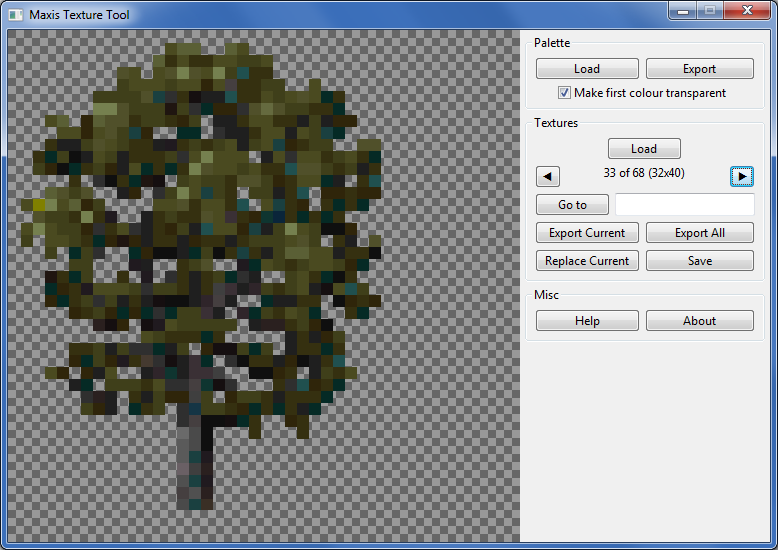 Maxis Texture Tool
Palette
Load Export
Make first colour transparent
Textures
Load
33 of 68 (32x40)
Go to
Export Current Export All
Replace Current Save
Misc
Help About